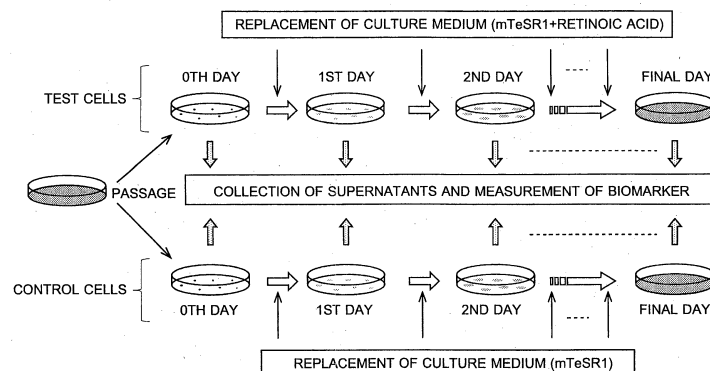 REPLACEMENT OF CULTURE MEDIUM (mTeSR1+RETINOIC ACID)
0TH DAY 1ST DAY 2ND DAY FINAL DAY
TEST CELLS
PASSAGE
COLLECTION OF SUPERNATANTS AND MEASUREMENT OF BIOMARKER
CONTROL CELLS
0TH DAY 1ST DAY 2ND DAY FINAL DAY
REPLACEMENT OF CULTURE MEDIUM (mTeSR1)